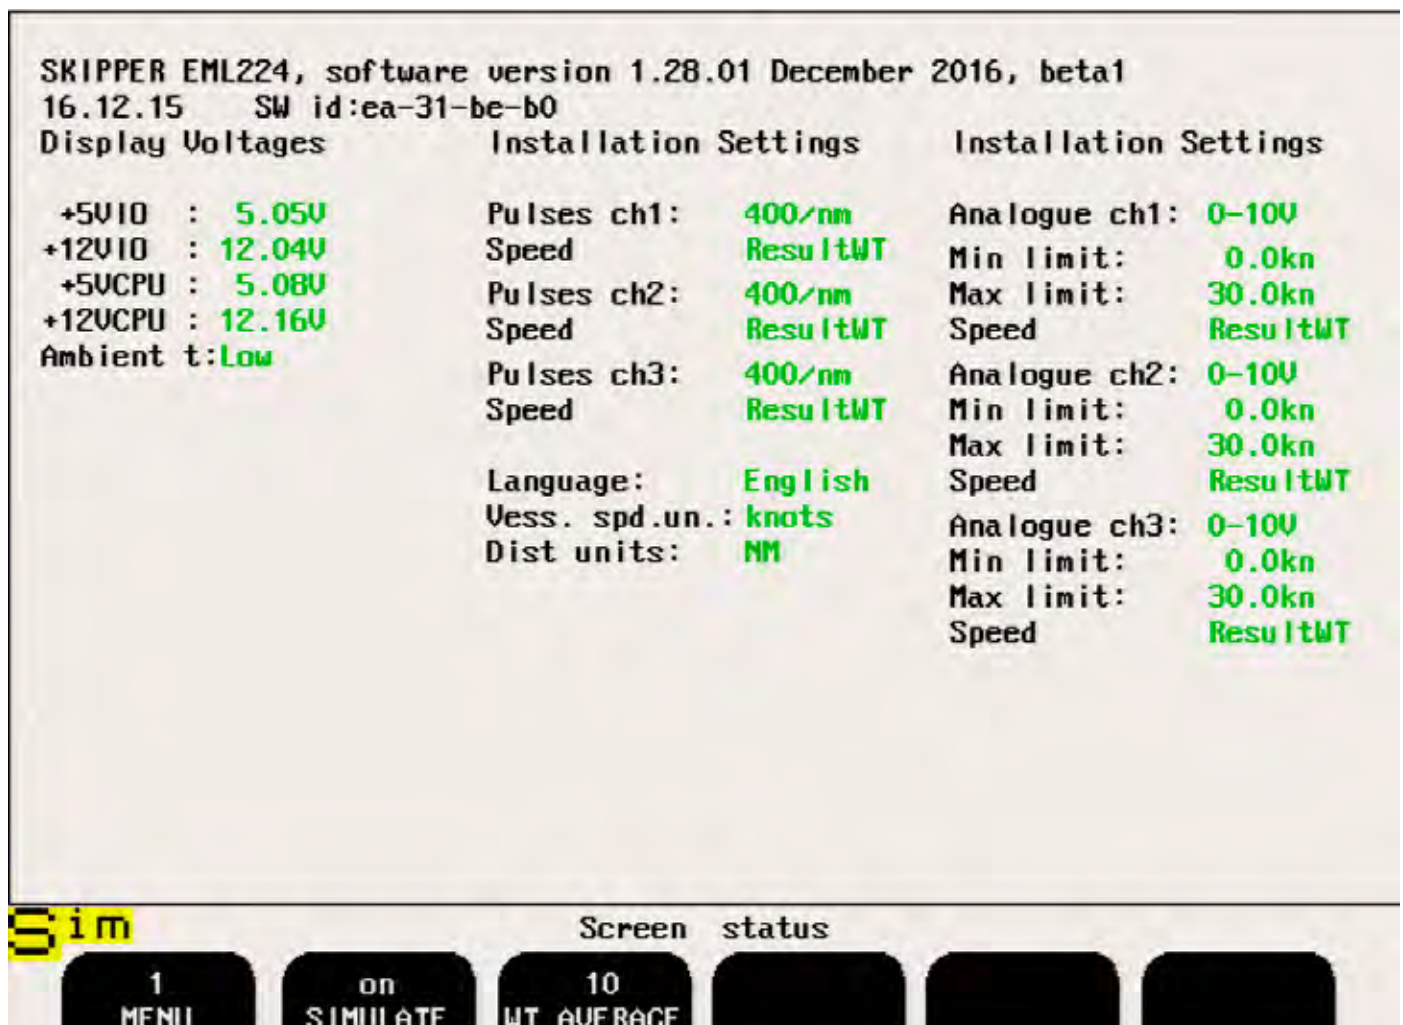 SKIPPER EML224, software version 1.28.01 December 2016, beta1
16.12.15 SW id:ea-31-be-b0
Display Voltages
+5VIO : 5.05V
+12VIO : 12.04V
+5VCPU : 5.08V
+12VCPU : 12.16V
Ambient t:Low
Installation Settings
Pulses ch1: 400/nm
Speed ResultWT
Pulses ch2: 400/nm
Speed ResultWT
Pulses ch3: 400/nm
Speed ResultWT
Language: English
Vess. spd.un.: knots
Dist units: NM
Installation Settings
Analogue ch1: 0-10V
Min limit: 0.0kn
Max limit: 30.0kn
Speed ResultWT
Analogue ch2: 0-10V
Min limit: 0.0kn
Max limit: 30.0kn
Speed ResultWT
Analogue ch3: 0-10V
Min limit: 0.0kn
Max limit: 30.0kn
Speed ResultWT
Sim
Screen status
1
MENU
on
SIMULATE
10
WT AVERAGE